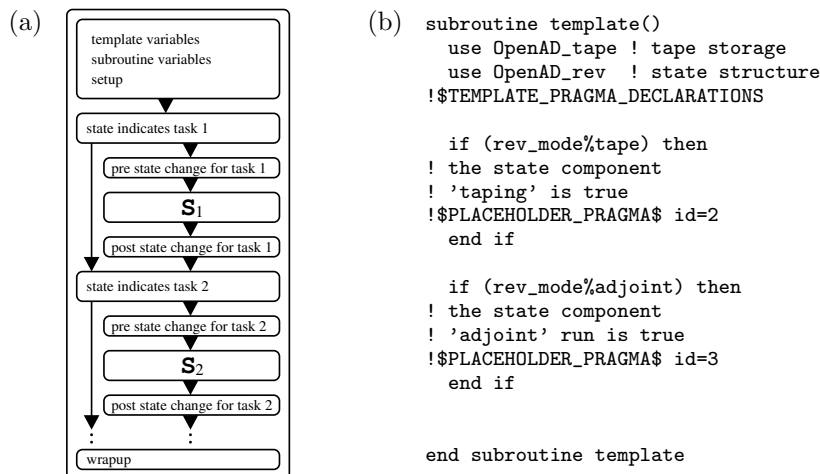 (a)
template variables
subroutine variables
setup
state indicates task 1
pre state change for task 1
S1
post state change for task 1
state indicates task 2
pre state change for task 2
S2
post state change for task 2
⋮ ⋮
wrapup
(b)
subroutine template()
  use OpenAD_tape ! tape storage
  use OpenAD_rev  ! state structure
!$TEMPLATE_PRAGMA_DECLARATIONS
  if (rev_mode%tape) then
! the state component
! 'taping' is true
!$PLACEHOLDER_PRAGMA$ id=2
  end if
  if (rev_mode%adjoint) then
! the state component
! 'adjoint' run is true
!$PLACEHOLDER_PRAGMA$ id=3
  end if
end subroutine template